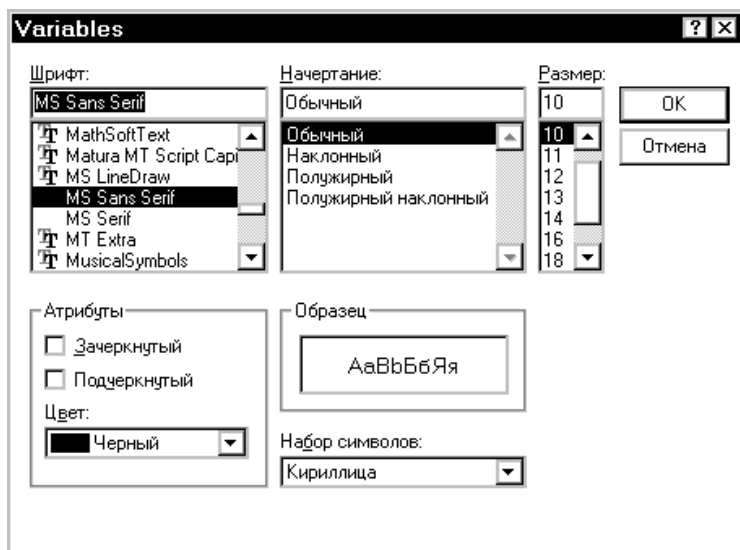 Variables
Шрифт:
MS Sans Serif
MathSoftText
Matura MT Script Capi
MS LineDraw
MS Sans Serif
MS Serif
MT Extra
MusicalSymbols
Начертание:
Обычный
Обычный
Наклонный
Полужирный
Полужирный наклонный
Размер:
10
10
11
12
13
14
16
18
OK
Отмена
Атрибуты
Зачеркнутый
Подчеркнутый
Цвет:
Черный
Образец
АаBbБбЯя
Набор символов:
Кириллица